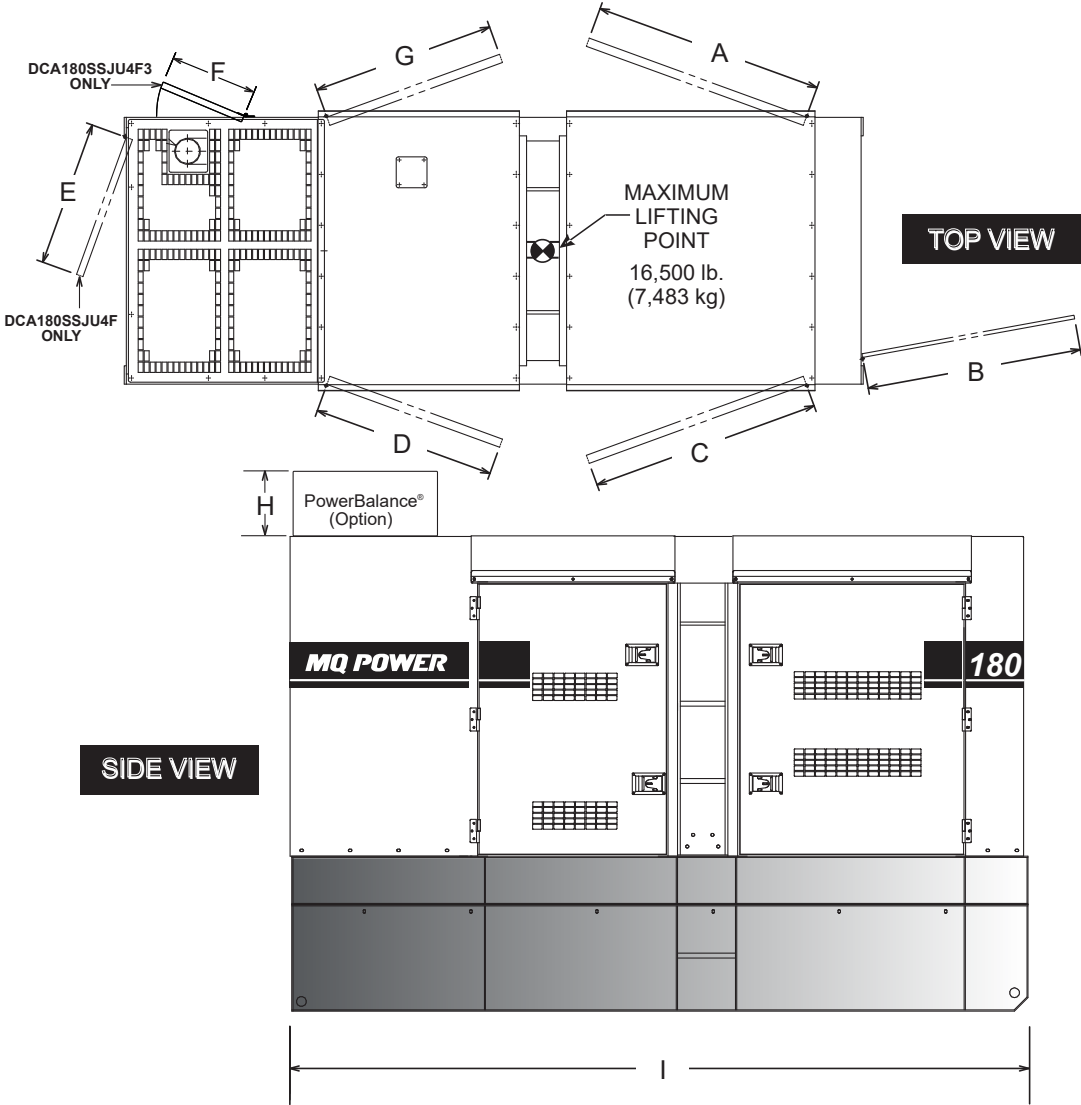 G
A
DCA180SSJU4F3
ONLY
F
E
MAXIMUM
LIFTING
POINT
16,500 lb.
(7,483 kg)
TOP VIEW
DCA180SSJU4F
ONLY
B
D
C
H
PowerBalance®
(Option)
MQ POWER
180
SIDE VIEW
I